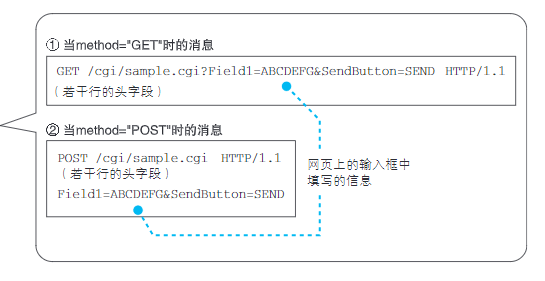 ① 当method="GET"时的消息
GET /cgi/sample.cgi?Field1=ABCDEFG&SendButton=SEND HTTP/1.1
（若干行的头字段）
② 当method="POST"时的消息
POST /cgi/sample.cgi HTTP/1.1
（若干行的头字段）
Field1=ABCDEFG&SendButton=SEND
网页上的输入框中
填写的信息